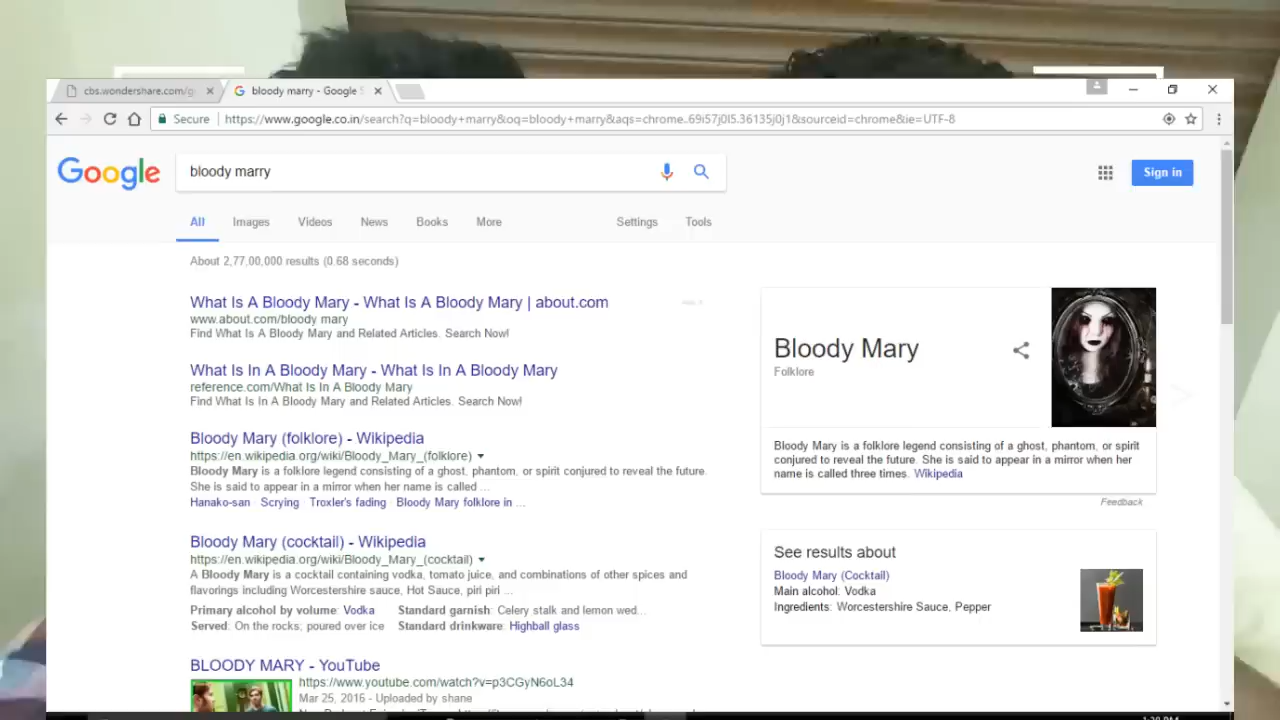 cbs.wondershare.com/g
bloody marry - Google S
Secure
https://www.google.co.in/search?q=bloody+marry&oq=bloody+marry&aqs=chrome..69i57j0l5.36135j0j1&sourceid=chrome&ie=UTF-8
Google
bloody marry
Sign in
All
Images
Videos
News
Books
More
Settings
Tools
About 2,77,00,000 results (0.68 seconds)
What Is A Bloody Mary - What Is A Bloody Mary | about.com
www.about.com/bloody mary
Find What Is A Bloody Mary and Related Articles. Search Now!
What Is In A Bloody Mary - What Is In A Bloody Mary
reference.com/What Is In A Bloody Mary
Find What Is In A Bloody Mary and Related Articles. Search Now!
Bloody Mary (folklore) - Wikipedia
https://en.wikipedia.org/wiki/Bloody_Mary_(folklore)
Bloody Mary is a folklore legend consisting of a ghost, phantom, or spirit conjured to reveal the future.
She is said to appear in a mirror when her name is called ...
Hanako-san · Scrying · Troxler's fading · Bloody Mary folklore in ...
Bloody Mary (cocktail) - Wikipedia
https://en.wikipedia.org/wiki/Bloody_Mary_(cocktail)
A Bloody Mary is a cocktail containing vodka, tomato juice, and combinations of other spices and
flavorings including Worcestershire sauce, Hot Sauce, piri piri ...
Primary alcohol by volume: Vodka Standard garnish: Celery stalk and lemon wed...
Served: On the rocks; poured over ice Standard drinkware: Highball glass
BLOODY MARY - YouTube
https://www.youtube.com/watch?v=p3CGyN6oL34
Mar 25, 2016 - Uploaded by shane
Bloody Mary
Folklore
Bloody Mary is a folklore legend consisting of a ghost, phantom, or spirit
conjured to reveal the future. She is said to appear in a mirror when her
name is called three times. Wikipedia
Feedback
See results about
Bloody Mary (Cocktail)
Main alcohol: Vodka
Ingredients: Worcestershire Sauce, Pepper